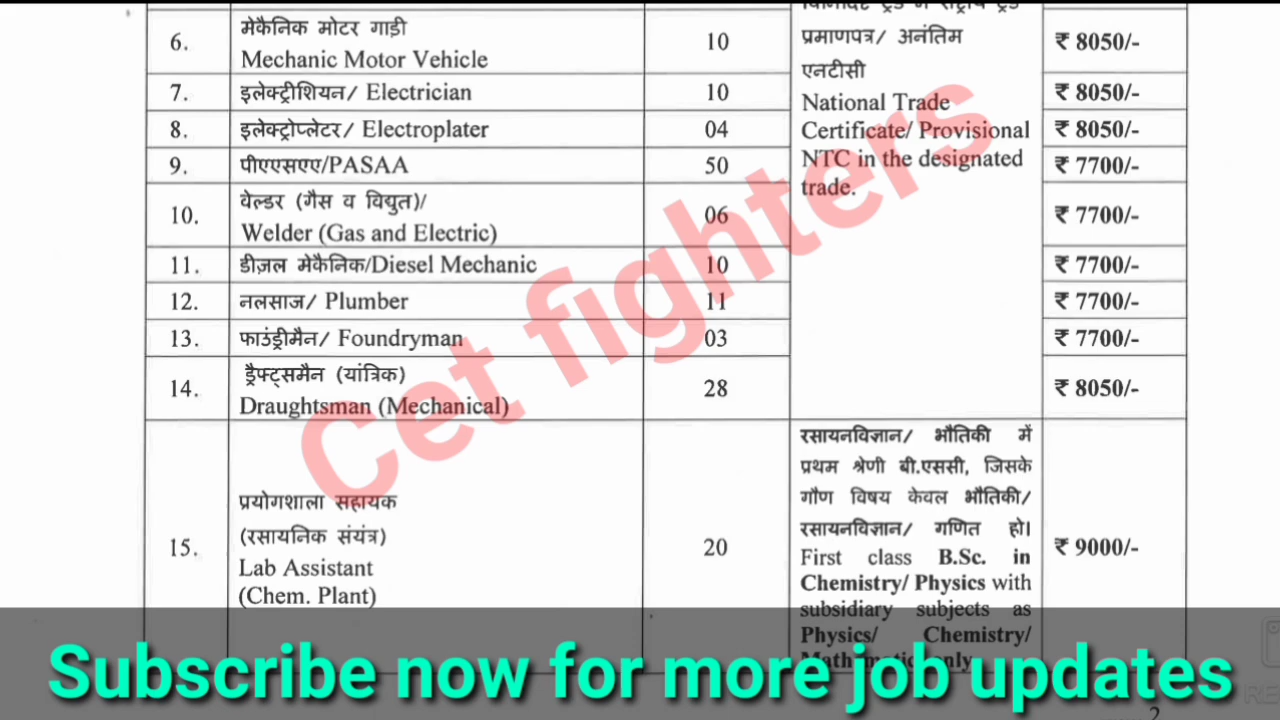 विनिर्दिष्ट ट्रेड में राष्ट्रीय ट्रेड
6.
मेकैनिक मोटर गाड़ी
Mechanic Motor Vehicle
10
प्रमाणपत्र/ अनंतिम
एनटीसी
₹ 8050/-
7.
इलेक्ट्रीशियन/ Electrician
10
National Trade
₹ 8050/-
8.
इलेक्ट्रोप्लेटर/ Electroplater
04
Certificate/ Provisional
₹ 8050/-
9.
पीएएसएए/PASAA
50
NTC in the designated
trade.
₹ 7700/-
10.
वेल्डर (गैस व विद्युत)/
Welder (Gas and Electric)
06
₹ 7700/-
11.
डीज़ल मेकैनिक/Diesel Mechanic
10
₹ 7700/-
12.
नलसाज/ Plumber
11
₹ 7700/-
13.
फाउंड्रीमैन/ Foundryman
03
₹ 7700/-
14.
ड्रैफ्ट्समैन (यांत्रिक)
Draughtsman (Mechanical)
28
₹ 8050/-
15.
प्रयोगशाला सहायक
(रसायनिक संयंत्र)
Lab Assistant
(Chem. Plant)
20
रसायनविज्ञान/ भौतिकी में
प्रथम श्रेणी बी.एससी, जिसके
गौण विषय केवल भौतिकी/
रसायनविज्ञान/ गणित हो।
First class B.Sc. in
Chemistry/ Physics with
subsidiary subjects as
Physics/ Chemistry/
Mathematics only
₹ 9000/-
Cet fighters
Subscribe now for more job updates
2